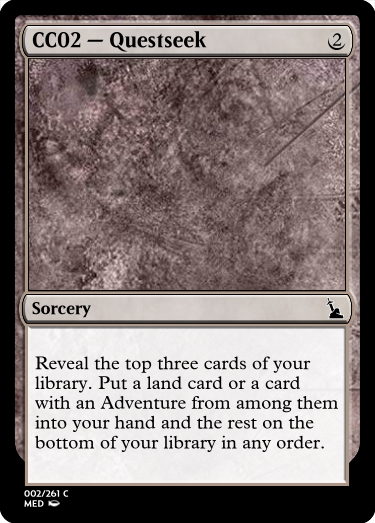 CC02 — Questseek 2
Sorcery
Reveal the top three cards of your
library. Put a land card or a card
with an Adventure from among them
into your hand and the rest on the
bottom of your library in any order.
002/261 C
MED